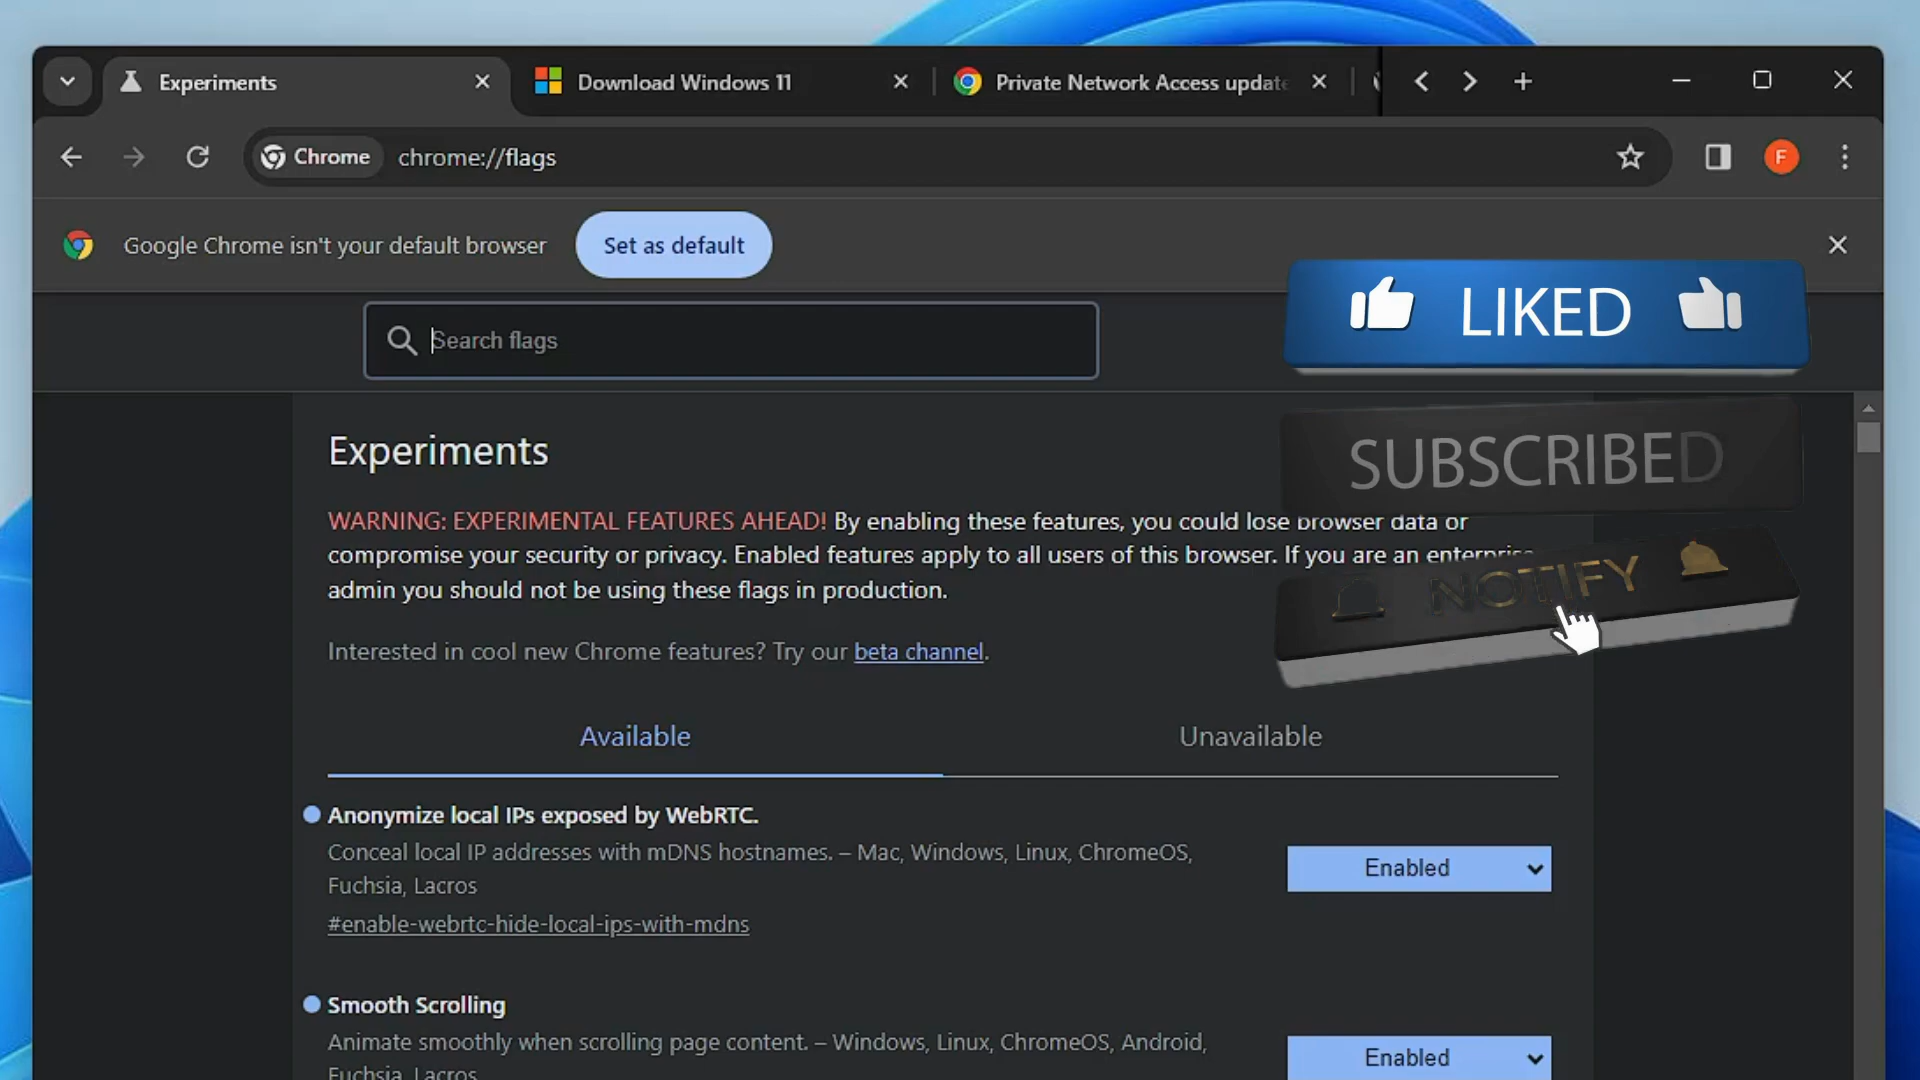 Experiments
Download Windows 11
Private Network Access update
Chrome
chrome://flags
F
Google Chrome isn't your default browser
Set as default
Search flags
LIKED
SUBSCRIBED
NOTIFY
Experiments
WARNING: EXPERIMENTAL FEATURES AHEAD! By enabling these features, you could lose browser data or
compromise your security or privacy. Enabled features apply to all users of this browser. If you are an enterprise
admin you should not be using these flags in production.
Interested in cool new Chrome features? Try our beta channel.
Available
Unavailable
Anonymize local IPs exposed by WebRTC.
Conceal local IP addresses with mDNS hostnames. – Mac, Windows, Linux, ChromeOS,
Fuchsia, Lacros
#enable-webrtc-hide-local-ips-with-mdns
Enabled
Smooth Scrolling
Animate smoothly when scrolling page content. – Windows, Linux, ChromeOS, Android,
Fuchsia, Lacros
Enabled